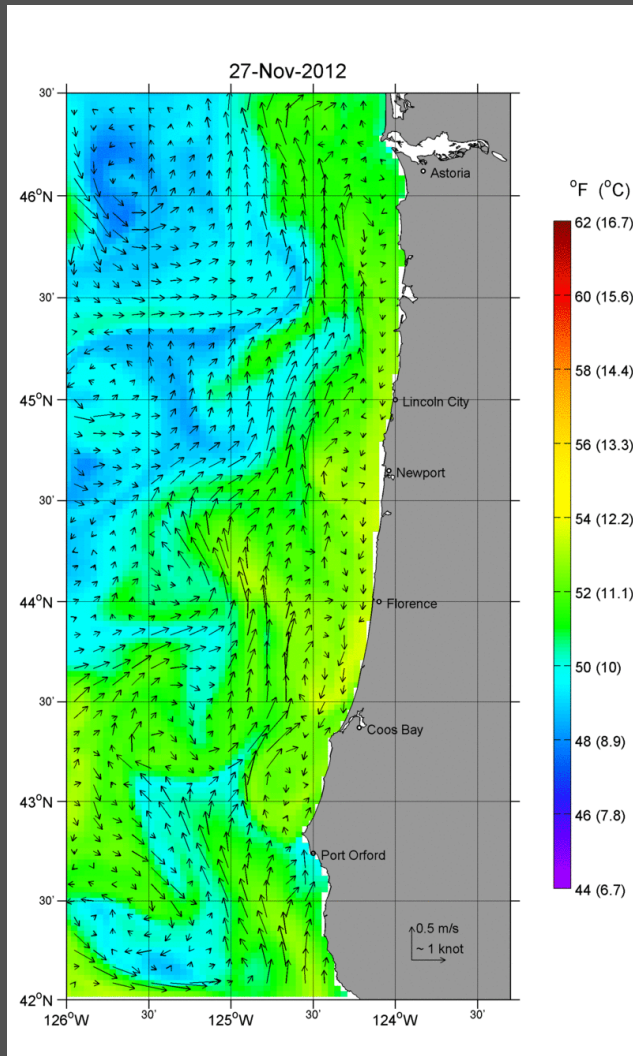 27-Nov-2012
30'
46°N
30'
45°N
30'
44°N
30'
43°N
30'
42°N
126°W
30'
125°W
30'
124°W
30'
Astoria
Lincoln City
Newport
Florence
Coos Bay
Port Orford
0.5 m/s
~ 1 knot
°F (°C)
62 (16.7)
60 (15.6)
58 (14.4)
56 (13.3)
54 (12.2)
52 (11.1)
50 (10)
48 (8.9)
46 (7.8)
44 (6.7)